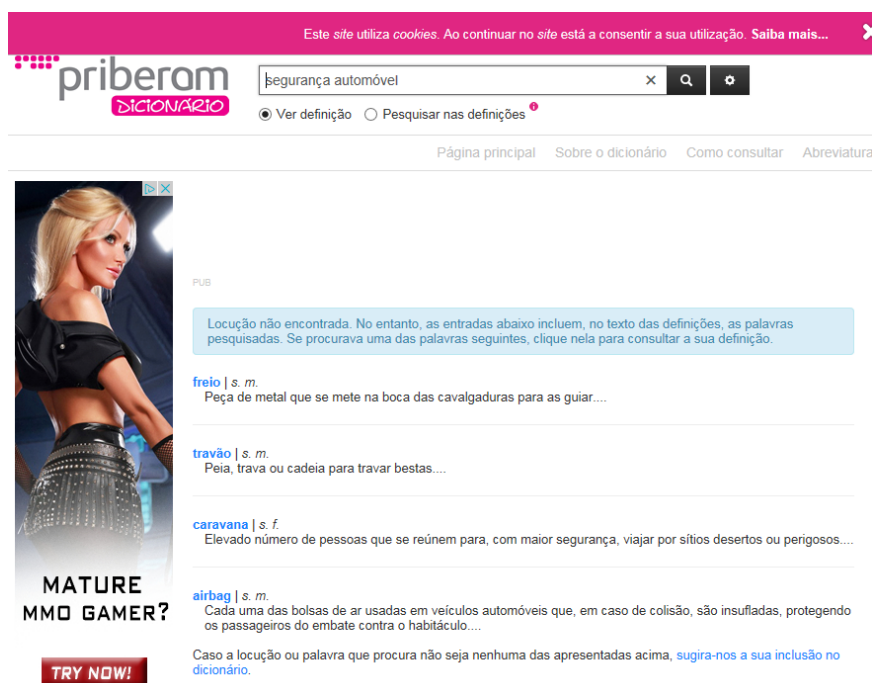 Este site utiliza cookies. Ao continuar no site está a consentir a sua utilização. Saiba mais...
priberam
DICIONÁRIO
segurança automóvel
Ver definição Pesquisar nas definições
Página principal Sobre o dicionário Como consultar Abreviatura
PUB
Locução não encontrada. No entanto, as entradas abaixo incluem, no texto das definições, as palavras
pesquisadas. Se procurava uma das palavras seguintes, clique nela para consultar a sua definição.
freio | s. m.
Peça de metal que se mete na boca das cavalgaduras para as guiar....
travão | s. m.
Peia, trava ou cadeia para travar bestas....
caravana | s. f.
Elevado número de pessoas que se reúnem para, com maior segurança, viajar por sítios desertos ou perigosos....
airbag | s. m.
Cada uma das bolsas de ar usadas em veículos automóveis que, em caso de colisão, são insufladas, protegendo
os passageiros do embate contra o habitáculo....
Caso a locução ou palavra que procura não seja nenhuma das apresentadas acima, sugira-nos a sua inclusão no
dicionário.
MATURE
MMO GAMER?
TRY NOW!